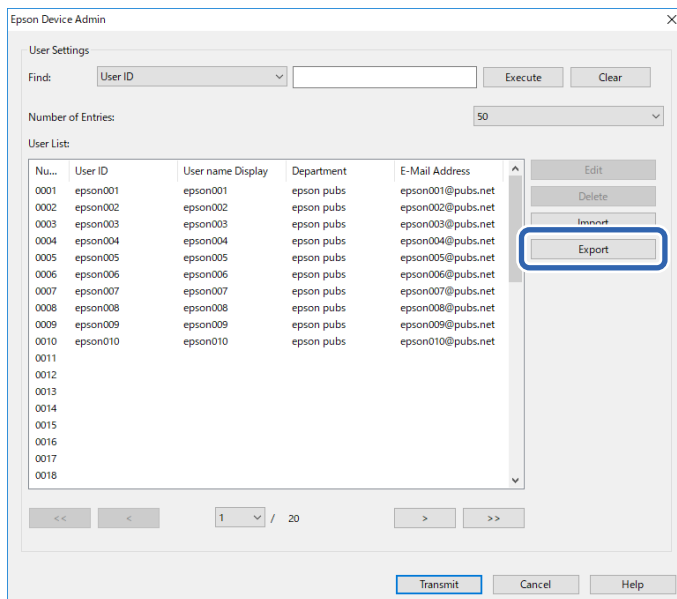 Epson Device Admin
User Settings
Find: User ID Execute Clear
Number of Entries: 50
User List:
Nu... User ID User name Display Department E-Mail Address
0001 epson001 epson001 epson pubs epson001@pubs.net
0002 epson002 epson002 epson pubs epson002@pubs.net
0003 epson003 epson003 epson pubs epson003@pubs.net
0004 epson004 epson004 epson pubs epson004@pubs.net
0005 epson005 epson005 epson pubs epson005@pubs.net
0006 epson006 epson006 epson pubs epson006@pubs.net
0007 epson007 epson007 epson pubs epson007@pubs.net
0008 epson008 epson008 epson pubs epson008@pubs.net
0009 epson009 epson009 epson pubs epson009@pubs.net
0010 epson010 epson010 epson pubs epson010@pubs.net
0011
0012
0013
0014
0015
0016
0017
0018
Edit
Delete
Import
Export
<< < 1 / 20 > >>
Transmit Cancel Help